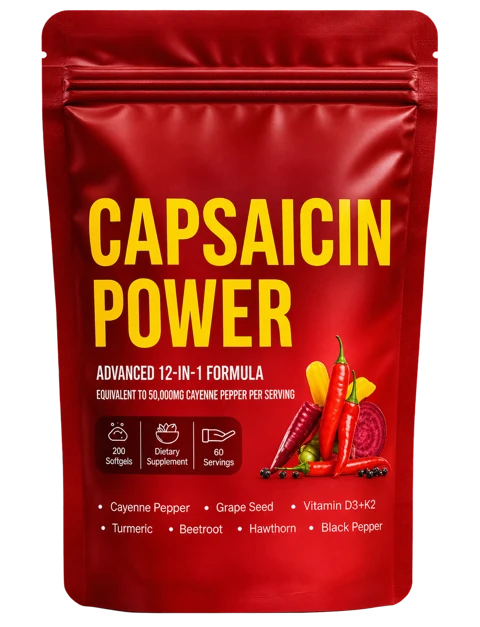 CAPSAICIN
POWER
ADVANCED 12-IN-1 FORMULA
EQUIVALENT TO 50,000MG CAYENNE PEPPER PER SERVING
200 Softgels
Dietary Supplement
60 Servings
• Cayenne Pepper • Grape Seed • Vitamin D3+K2
• Turmeric • Beetroot • Hawthorn • Black Pepper